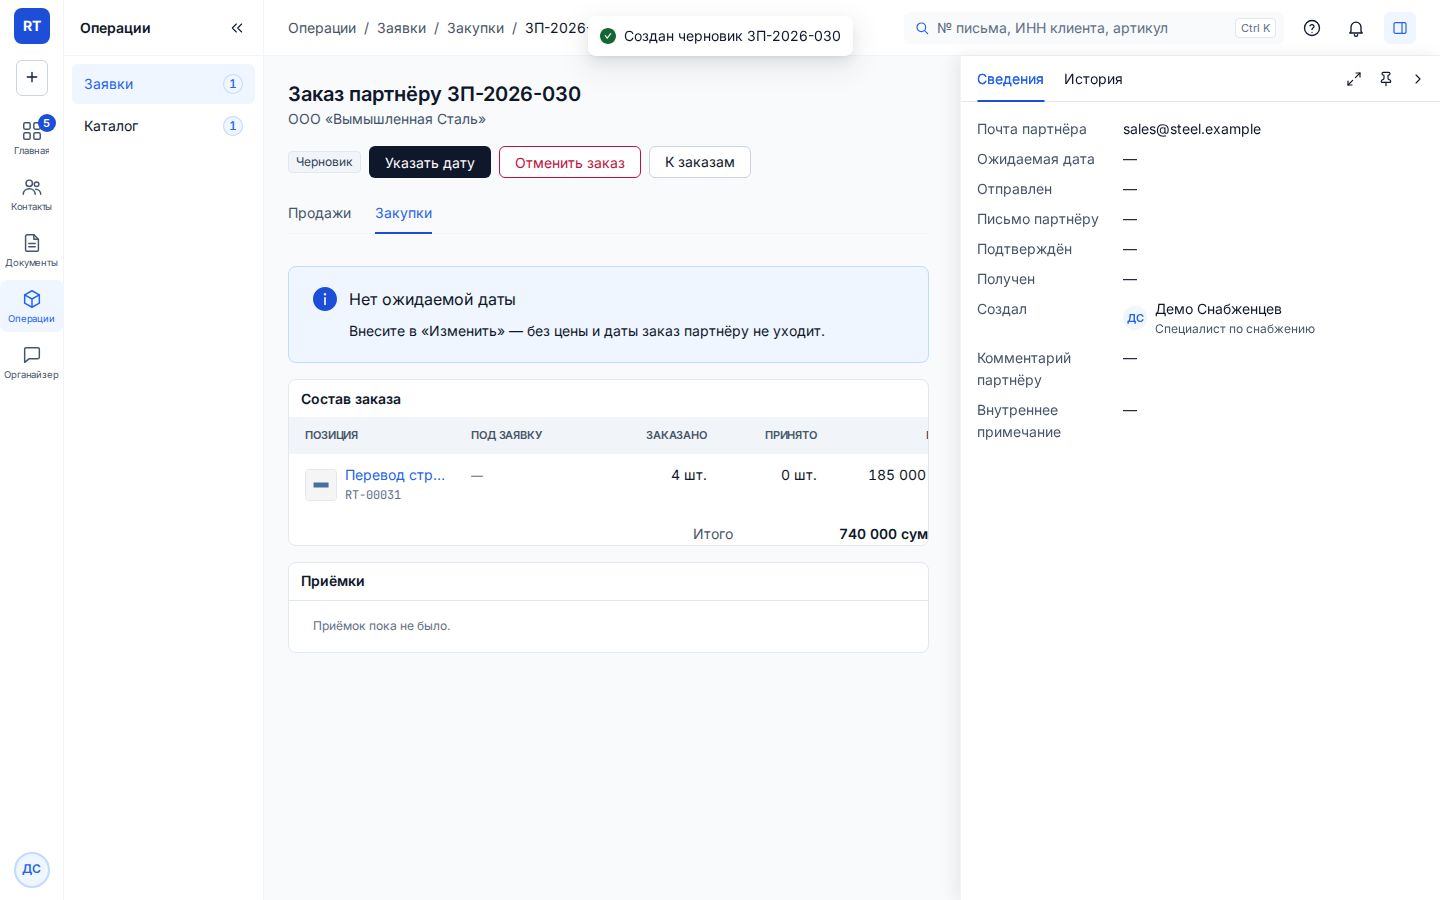 RT
Операции
Операции / Заявки / Закупки / ЗП-2026-
Создан черновик ЗП-2026-030
№ письма, ИНН клиента, артикул
Ctrl K
5
Главная
Контакты
Документы
Операции
Органайзер
ДС
Заявки 1
Каталог 1
Заказ партнёру ЗП-2026-030
ООО «Вымышленная Сталь»
Черновик
Указать дату
Отменить заказ
К заказам
Продажи
Закупки
Нет ожидаемой даты
Внесите в «Изменить» — без цены и даты заказ партнёру не уходит.
Состав заказа
ПОЗИЦИЯ ПОД ЗАЯВКУ ЗАКАЗАНО ПРИНЯТО
Перевод стр... — 4 шт. 0 шт. 185 000
RT-00031
Итого 740 000 сум
Приёмки
Приёмок пока не было.
Сведения
История
Почта партнёра sales@steel.example
Ожидаемая дата —
Отправлен —
Письмо партнёру —
Подтверждён —
Получен —
Создал ДС Демо Снабженцев
Специалист по снабжению
Комментарий —
партнёру
Внутреннее —
примечание